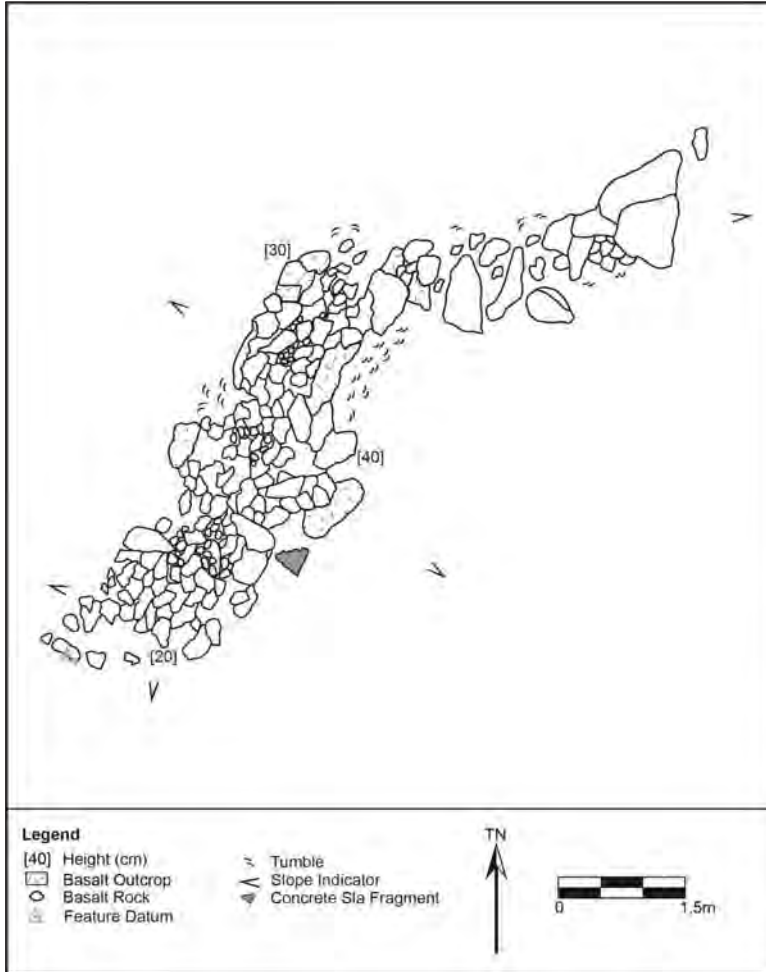 [30]
[40]
[20]
Legend
[40] Height (cm)
Basalt Outcrop
Basalt Rock
Feature Datum
Tumble
Slope Indicator
Concrete Sla Fragment
TN
0 1,5m